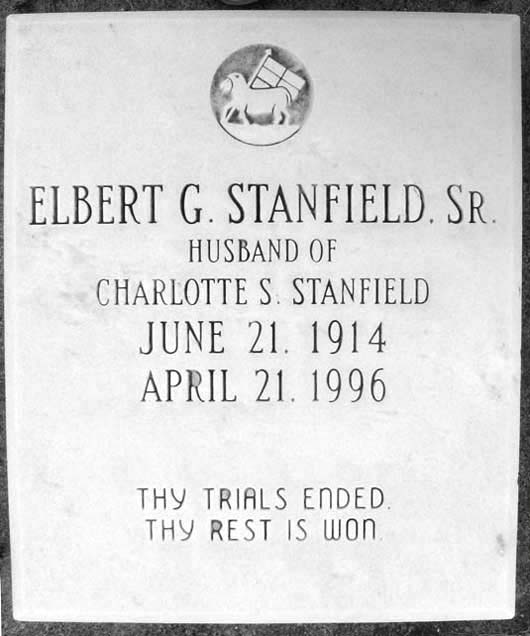 ELBERT G. STANFIELD, SR.
HUSBAND OF
CHARLOTTE S. STANFIELD
JUNE 21, 1914
APRIL 21, 1996
THY TRIALS ENDED,
THY REST IS WON.